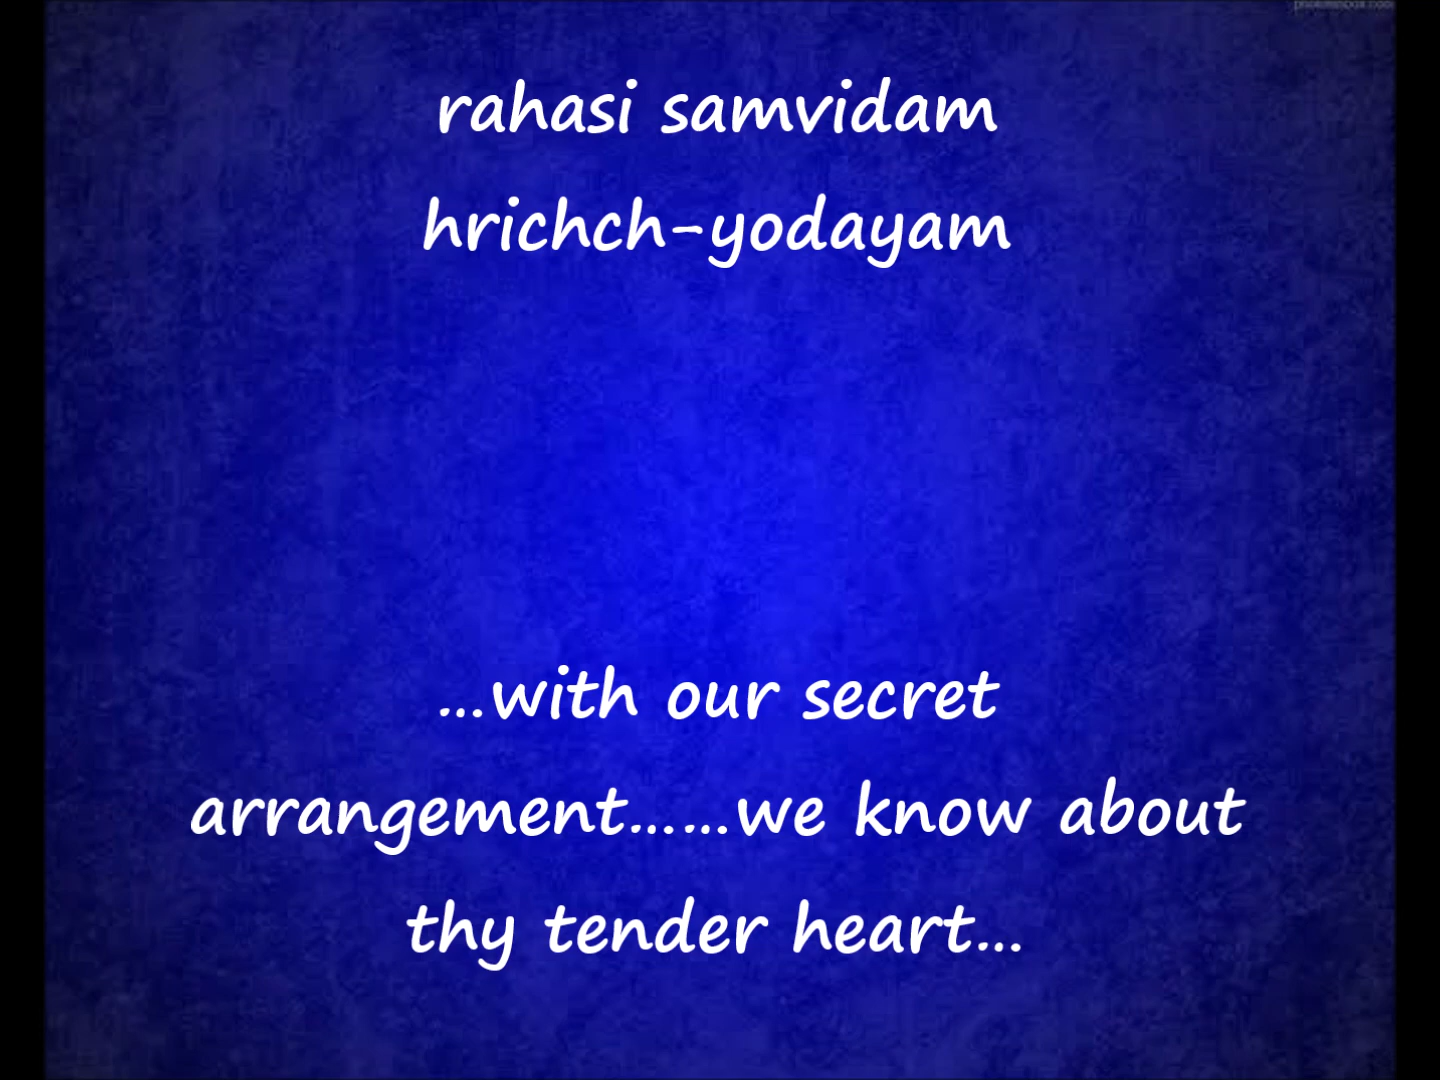 rahasi samvidam
hrichch-yodayam
...with our secret
arrangement......we know about
thy tender heart...